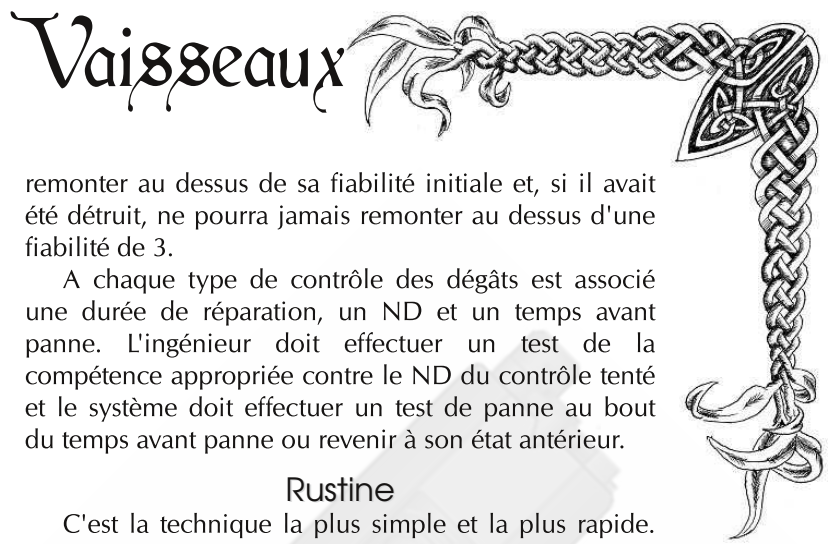 Vaisseaux
remonter au dessus de sa fiabilité initiale et, si il avait
été détruit, ne pourra jamais remonter au dessus d'une
fiabilité de 3.
A chaque type de contrôle des dégâts est associé
une durée de réparation, un ND et un temps avant
panne. L'ingénieur doit effectuer un test de la
compétence appropriée contre le ND du contrôle tenté
et le système doit effectuer un test de panne au bout
du temps avant panne ou revenir à son état antérieur.
Rustine
C'est la technique la plus simple et la plus rapide.